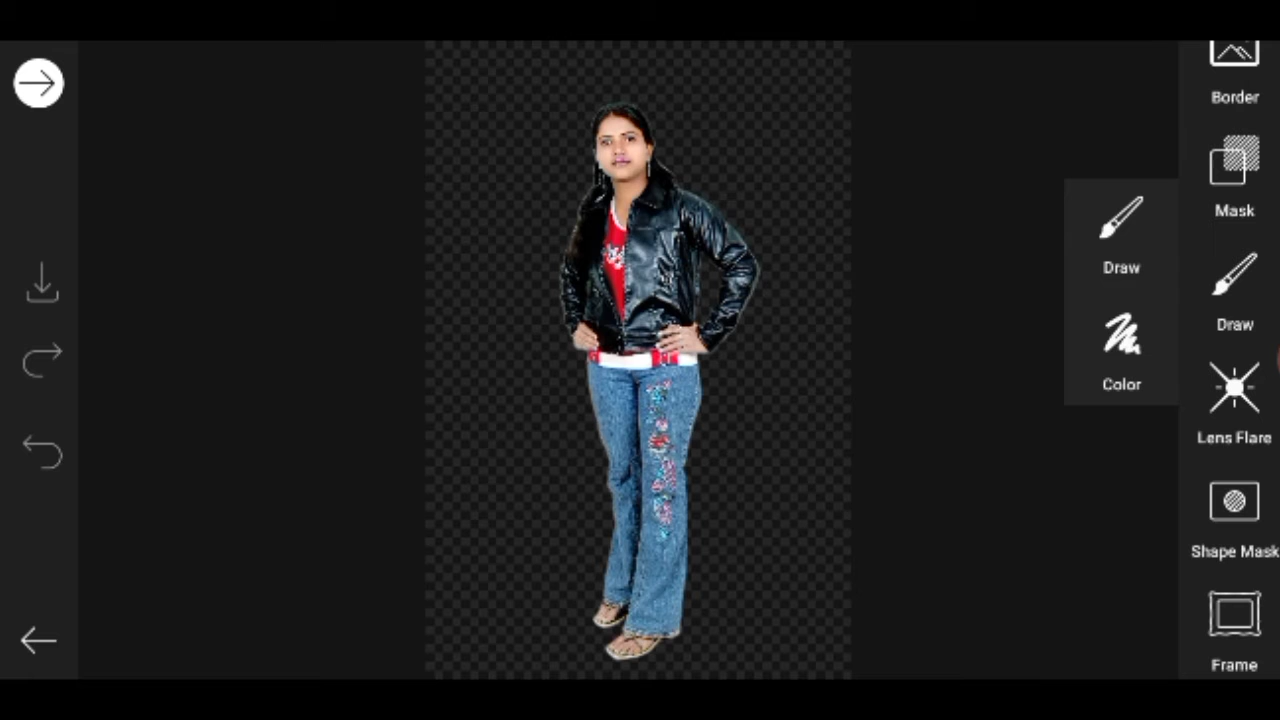 Border
Mask
Draw
Draw
Color
Lens Flare
Shape Mask
Frame